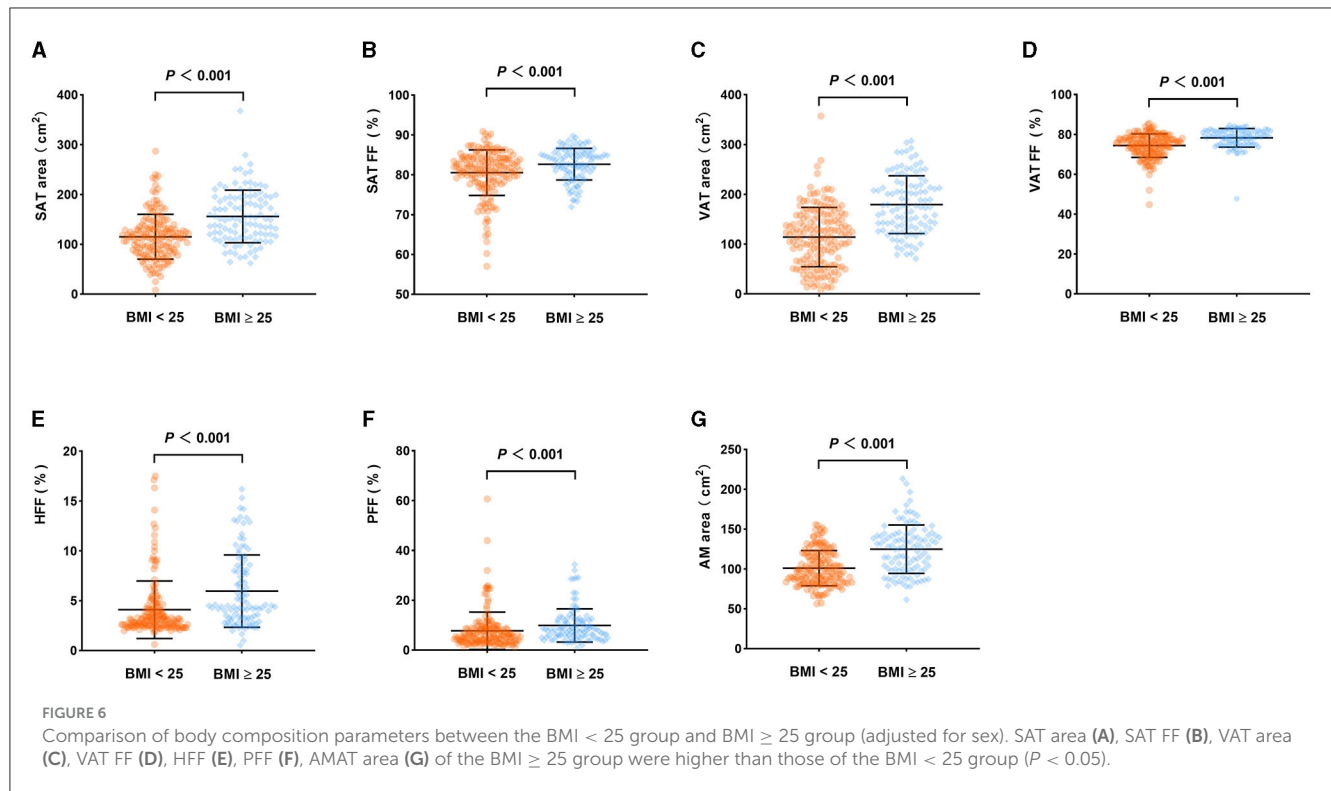 A
P < 0.001
SAT area (cm²)
400
300
200
100
0
BMI < 25 BMI ≥ 25
B
P < 0.001
SAT FF (%)
100
90
80
70
60
50
BMI < 25 BMI ≥ 25
C
P < 0.001
VAT area (cm²)
400
300
200
100
0
BMI < 25 BMI ≥ 25
D
P < 0.001
VAT FF (%)
100
80
60
40
20
0
BMI < 25 BMI ≥ 25
E
P < 0.001
HFF (%)
20
15
10
5
0
BMI < 25 BMI ≥ 25
F
P < 0.001
PFF (%)
80
60
40
20
0
BMI < 25 BMI ≥ 25
G
P < 0.001
AM area (cm²)
250
200
150
100
50
0
BMI < 25 BMI ≥ 25
FIGURE 6
Comparison of body composition parameters between the BMI < 25 group and BMI ≥ 25 group (adjusted for sex). SAT area (A), SAT FF (B), VAT area
(C), VAT FF (D), HFF (E), PFF (F), AMAT area (G) of the BMI ≥ 25 group were higher than those of the BMI < 25 group (P < 0.05).